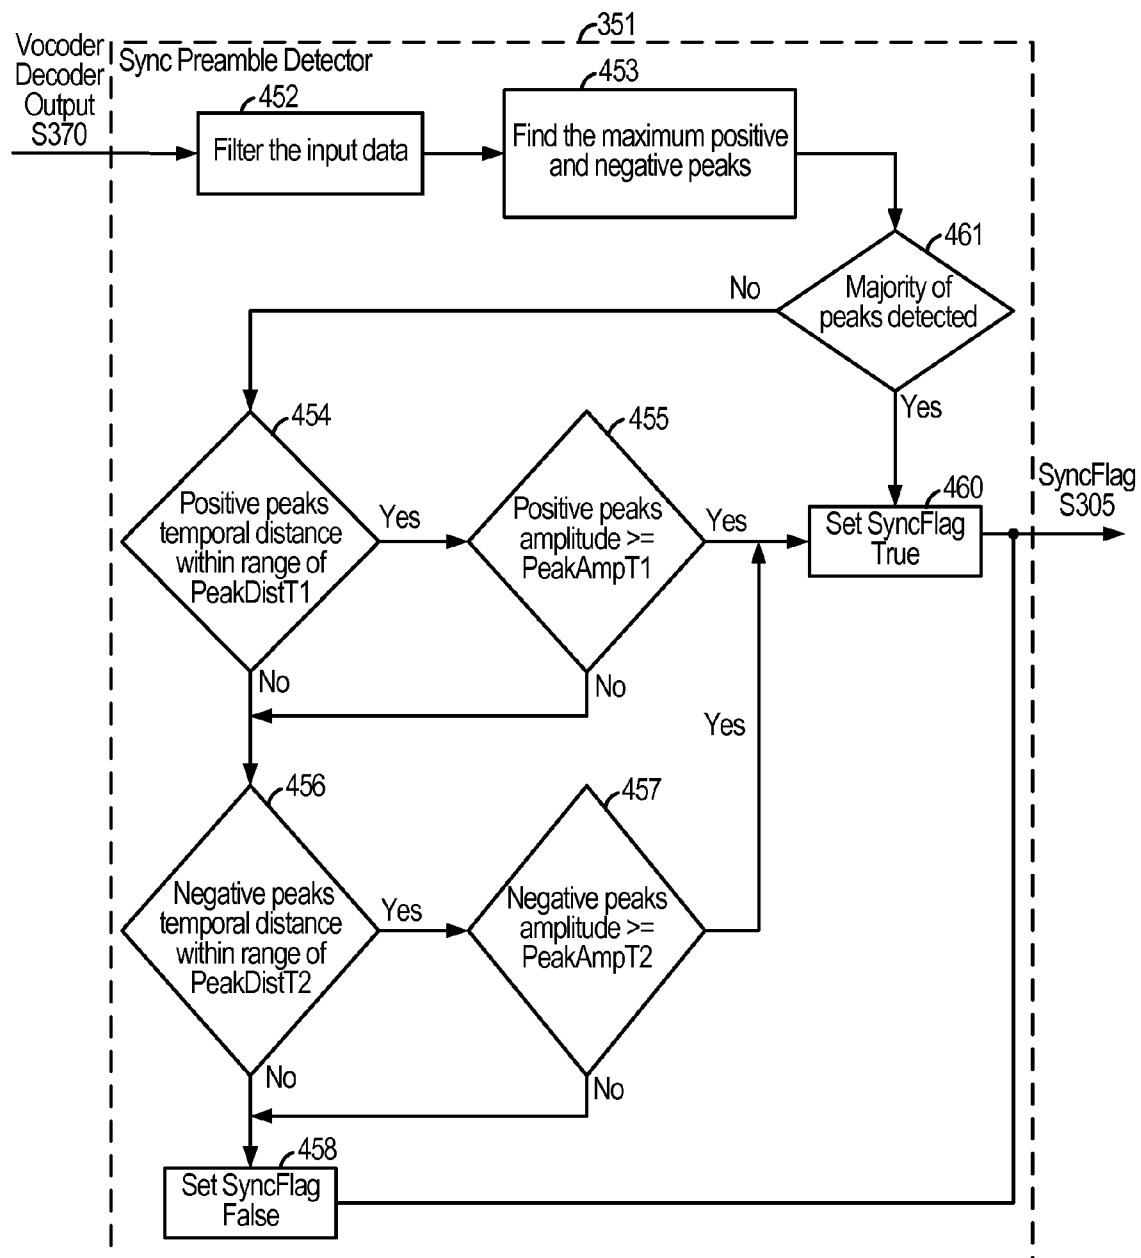 351
Vocoder
Decoder
Output
S370
Sync Preamble Detector
452
Filter the input data
453
Find the maximum positive
and negative peaks
461
Majority of
peaks detected
No
Yes
454
Positive peaks
temporal distance
within range of
PeakDistT1
Yes
No
455
Positive peaks
amplitude >=
PeakAmpT1
Yes
No
460
Set SyncFlag
True
SyncFlag
S305
456
Negative peaks
temporal distance
within range of
PeakDistT2
Yes
No
457
Negative peaks
amplitude >=
PeakAmpT2
Yes
No
458
Set SyncFlag
False